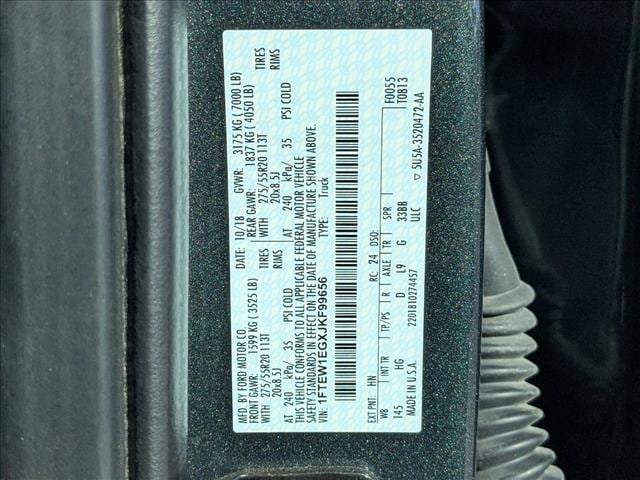 MFD. BY FORD MOTOR CO. DATE: 10/18 GVWR: 3175 KG ( 7000 LB)
FRONT GAWR: 1599 KG ( 3525 LB) REAR GAWR: 1837 KG ( 4050 LB)
WITH 275/55R20 113T TIRES WITH 275/55R20 113T TIRES
20x8.5J RIMS 20x8.5J RIMS
AT 240 kPa/ 35 PSI COLD AT 240 kPa/ 35 PSI COLD
THIS VEHICLE CONFORMS TO ALL APPLICABLE FEDERAL MOTOR VEHICLE
SAFETY STANDARDS IN EFFECT ON THE DATE OF MANUFACTURE SHOWN ABOVE.
VIN: 1FTEW1EGXJKF99656 TYPE: Truck
EXT PNT: HN RC: 24 DSO: F0055
WB INT TR TP/PS R AXLE TR SPR T0813
145 HG D L9 G 33BB
MADE IN U.S.A. ULC
2201810274457 ▽ 5U5A-3520472-AA